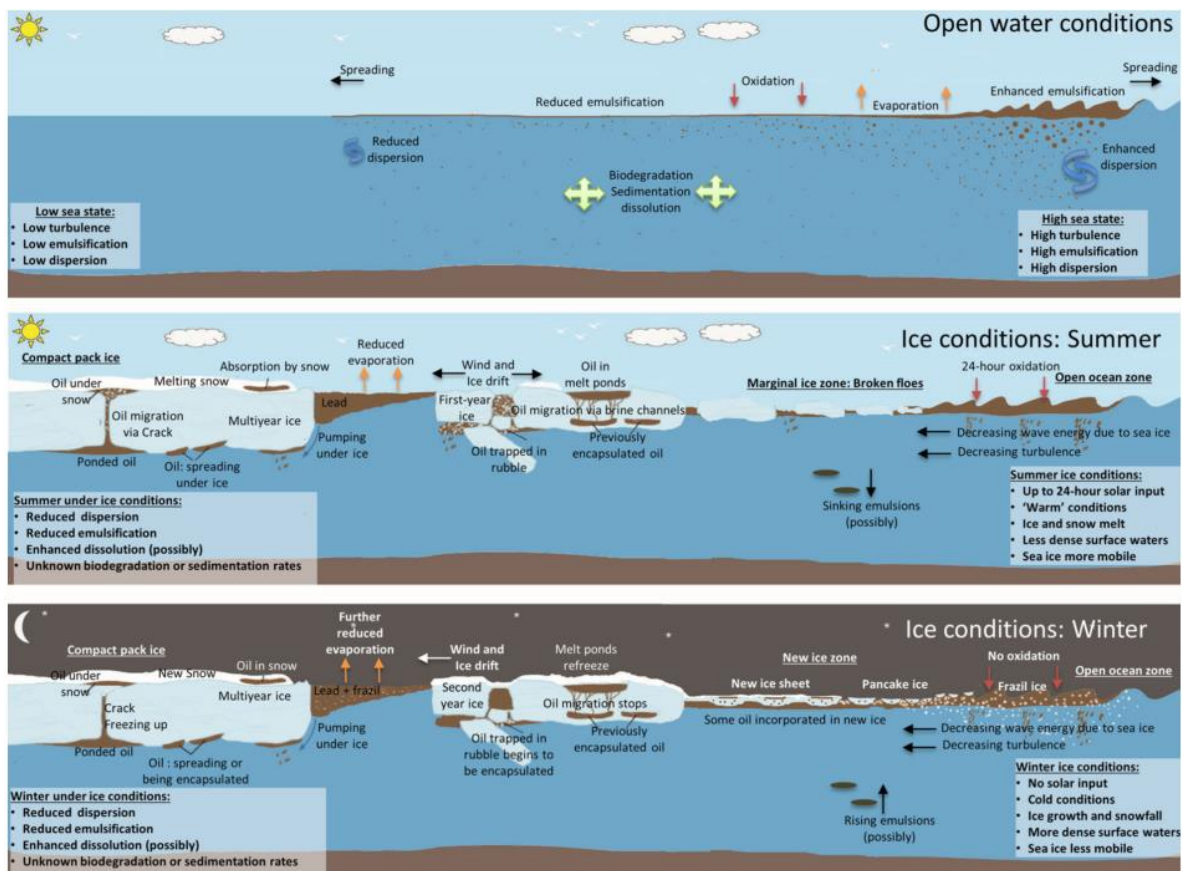 Open water conditions
Spreading
Oxidation
Spreading
Reduced emulsification
Evaporation
Enhanced emulsification
Reduced
dispersion
Enhanced
dispersion
Biodegradation
Sedimentation
dissolution
Low sea state:
• Low turbulence
• Low emulsification
• Low dispersion
High sea state:
• High turbulence
• High emulsification
• High dispersion
Ice conditions: Summer
Compact pack ice
Reduced
evaporation
Absorption by snow
Wind and
Ice drift
Oil in
melt ponds
24-hour oxidation
Oil under
snow
Melting snow
Marginal ice zone: Broken floes
Open ocean zone
Oil migration
via Crack
Multiyear ice
Lead
First-year
ice
Oil migration via brine channels
Ponded oil
Oil: spreading
under ice
Pumping
under ice
Oil trapped in
rubble
Previously
encapsulated oil
Decreasing wave energy due to sea ice
Decreasing turbulence
Sinking emulsions
(possibly)
Summer under ice conditions:
• Reduced dispersion
• Reduced emulsification
• Enhanced dissolution (possibly)
• Unknown biodegradation or sedimentation rates
Summer ice conditions:
• Up to 24-hour solar input
• ‘Warm’ conditions
• Ice and snow melt
• Less dense surface waters
• Sea ice more mobile
Ice conditions: Winter
Compact pack ice
Further
reduced
evaporation
Wind and
Ice drift
Melt ponds
refreeze
New ice zone
No oxidation
Open ocean zone
Oil under
snow
New Snow
Oil in snow
Multiyear ice
Lead + frazil
Second
year ice
Oil migration stops
New ice sheet
Pancake ice
Frazil ice
Crack
Freezing up
Ponded oil
Oil : spreading or
being encapsulated
Pumping
under ice
Oil trapped in
rubble begins to
be encapsulated
Previously
encapsulated oil
Some oil incorporated in new ice
Decreasing wave energy due to sea ice
Decreasing turbulence
Rising emulsions
(possibly)
Winter under ice conditions:
• Reduced dispersion
• Reduced emulsification
• Enhanced dissolution (possibly)
• Unknown biodegradation or sedimentation rates
Winter ice conditions:
• No solar input
• Cold conditions
• Ice growth and snowfall
• More dense surface waters
• Sea ice less mobile